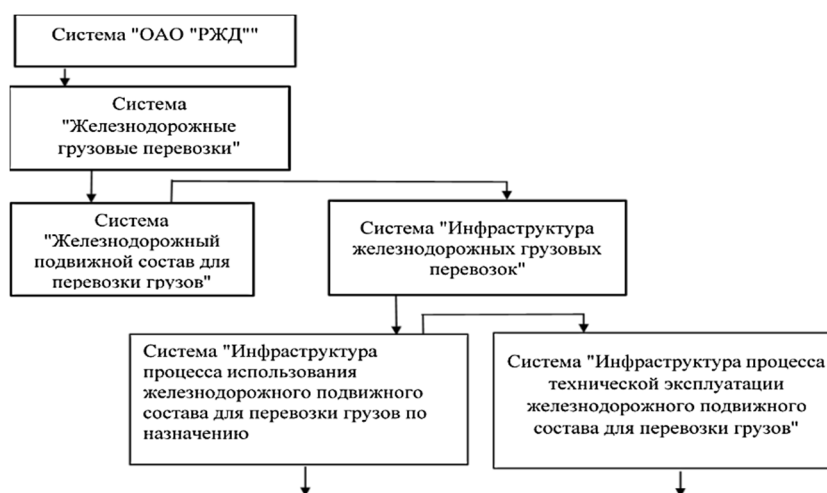 Система "ОАО "РЖД""
Система
"Железнодорожные
грузовые перевозки"
Система
"Железнодорожный
подвижной состав для
перевозки грузов"
Система "Инфраструктура
железнодорожных грузовых
перевозок"
Система "Инфраструктура
процесса использования
железнодорожного подвижного
состава для перевозки грузов по
назначению
Система "Инфраструктура процесса
технической эксплуатации
железнодорожного подвижного
состава для перевозки грузов"